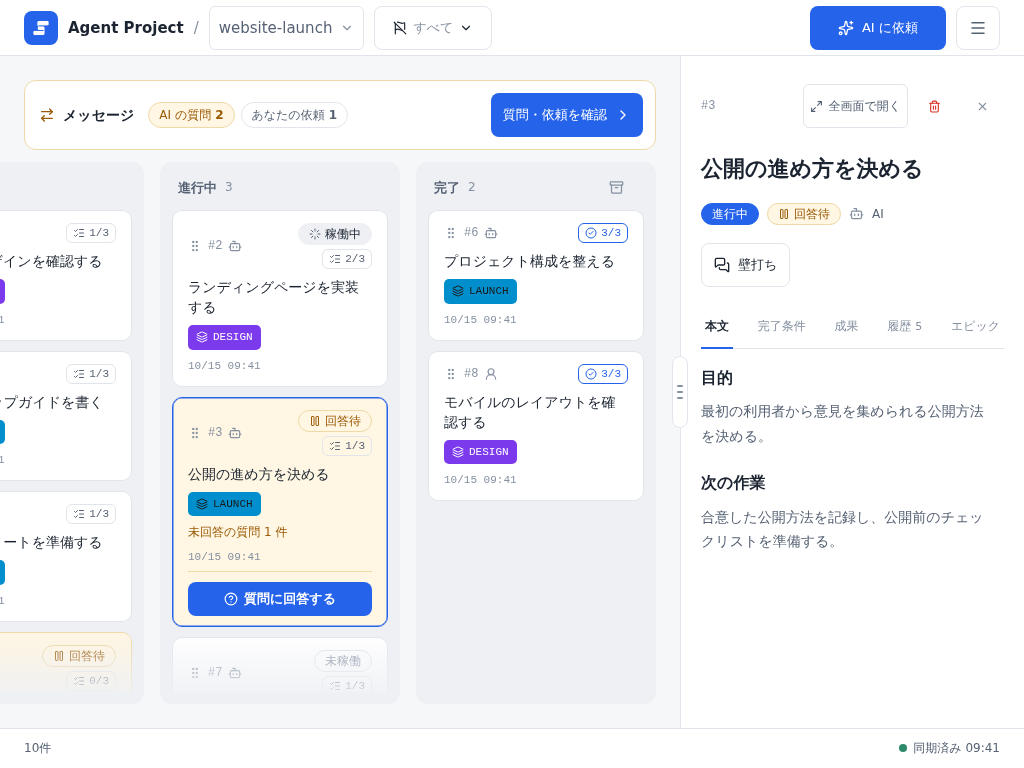 Agent Project / website-launch すべて AI に依頼
メッセージ AI の質問 2 あなたの依頼 1 質問・依頼を確認
1/3
インを確認する
1/3
プガイドを書く
1/3
ートを準備する
回答待
0/3
進行中 3
#2 稼働中
2/3
ランディングページを実装
する
DESIGN
10/15 09:41
#3 回答待
1/3
公開の進め方を決める
LAUNCH
未回答の質問 1 件
10/15 09:41
質問に回答する
#7 未稼働
1/3
完了 2
#6 3/3
プロジェクト構成を整える
LAUNCH
10/15 09:41
#8 3/3
モバイルのレイアウトを確
認する
DESIGN
10/15 09:41
#3 全画面で開く
公開の進め方を決める
進行中 回答待 AI
壁打ち
本文 完了条件 成果 履歴 5 エピック
目的
最初の利用者から意見を集められる公開方法
を決める。
次の作業
合意した公開方法を記録し、公開前のチェッ
クリストを準備する。
10件 同期済み 09:41